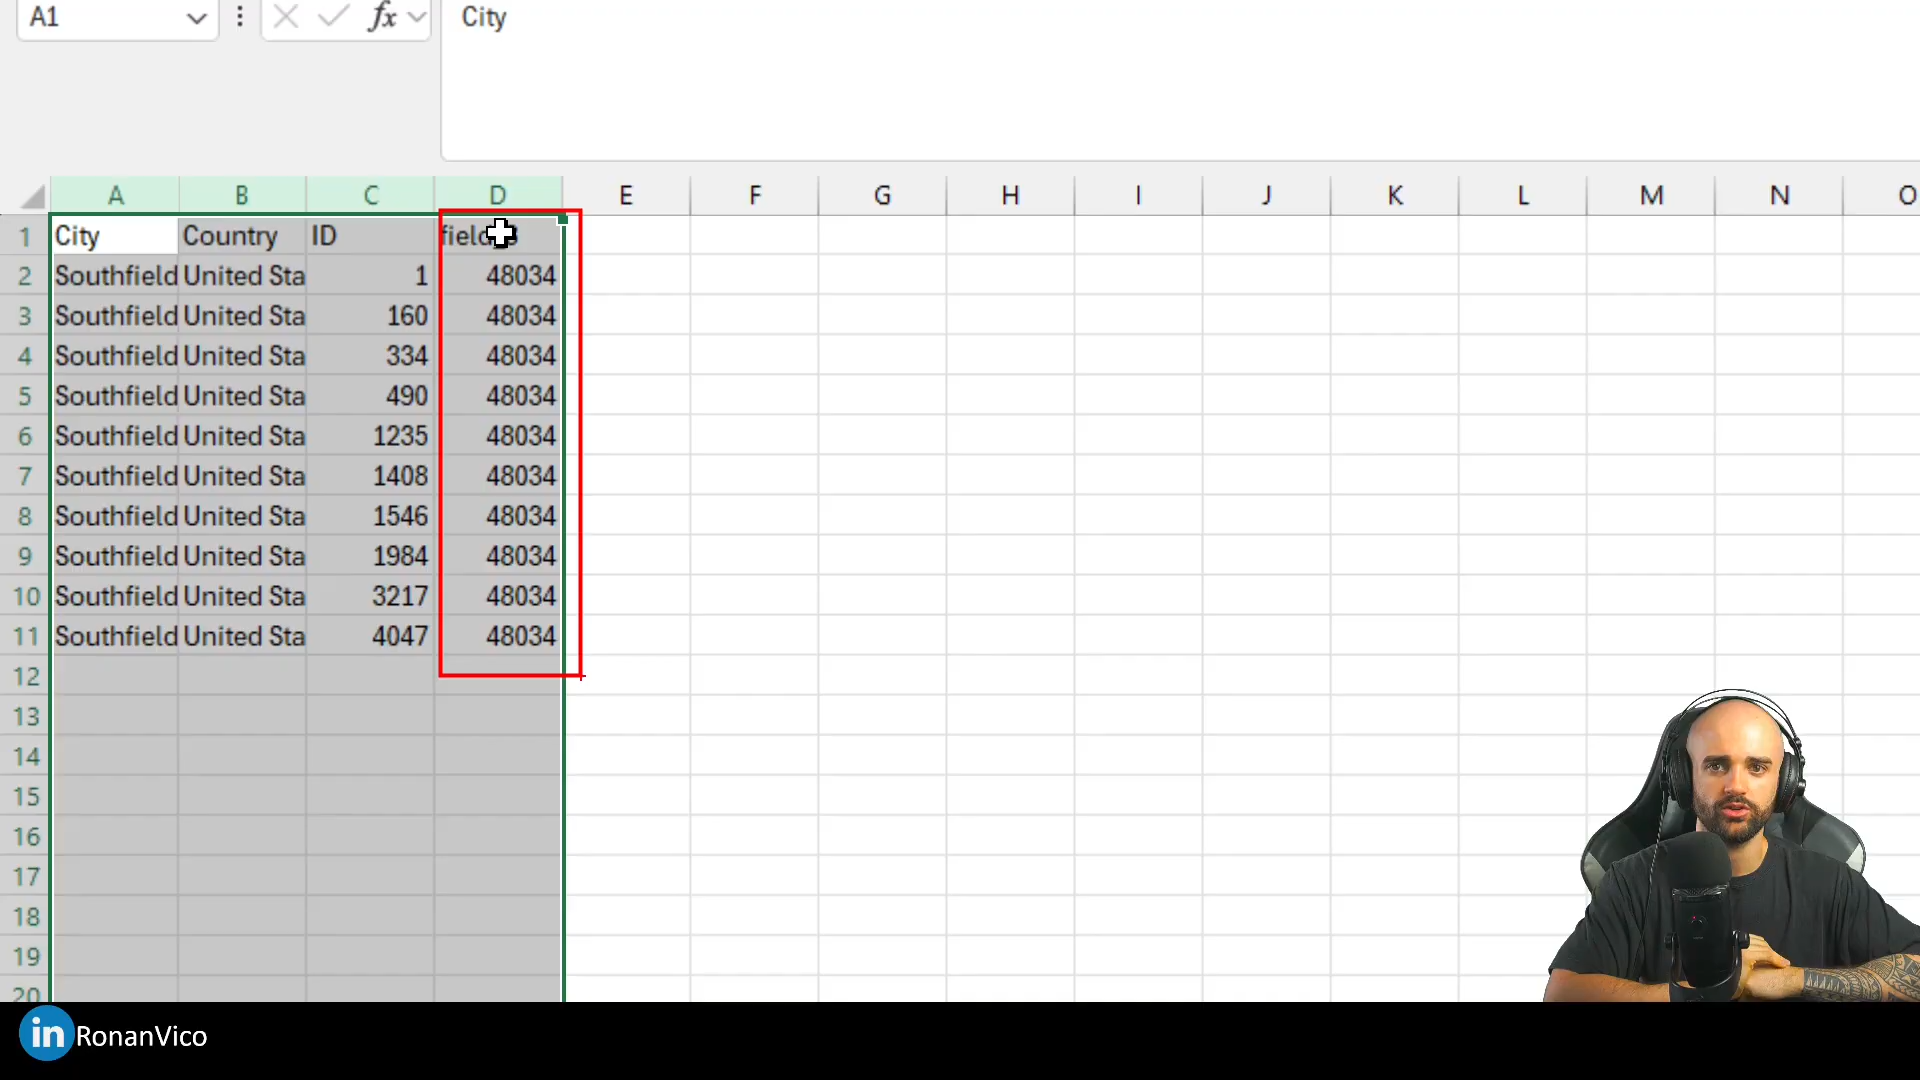 A1
fx
City
A B C D E F G H I J K L M N O
1 City Country ID
2 Southfield United Sta 1 48034
3 Southfield United Sta 160 48034
4 Southfield United Sta 334 48034
5 Southfield United Sta 490 48034
6 Southfield United Sta 1235 48034
7 Southfield United Sta 1408 48034
8 Southfield United Sta 1546 48034
9 Southfield United Sta 1984 48034
10 Southfield United Sta 3217 48034
11 Southfield United Sta 4047 48034
12
13
14
15
16
17
18
19
20
in RonanVico